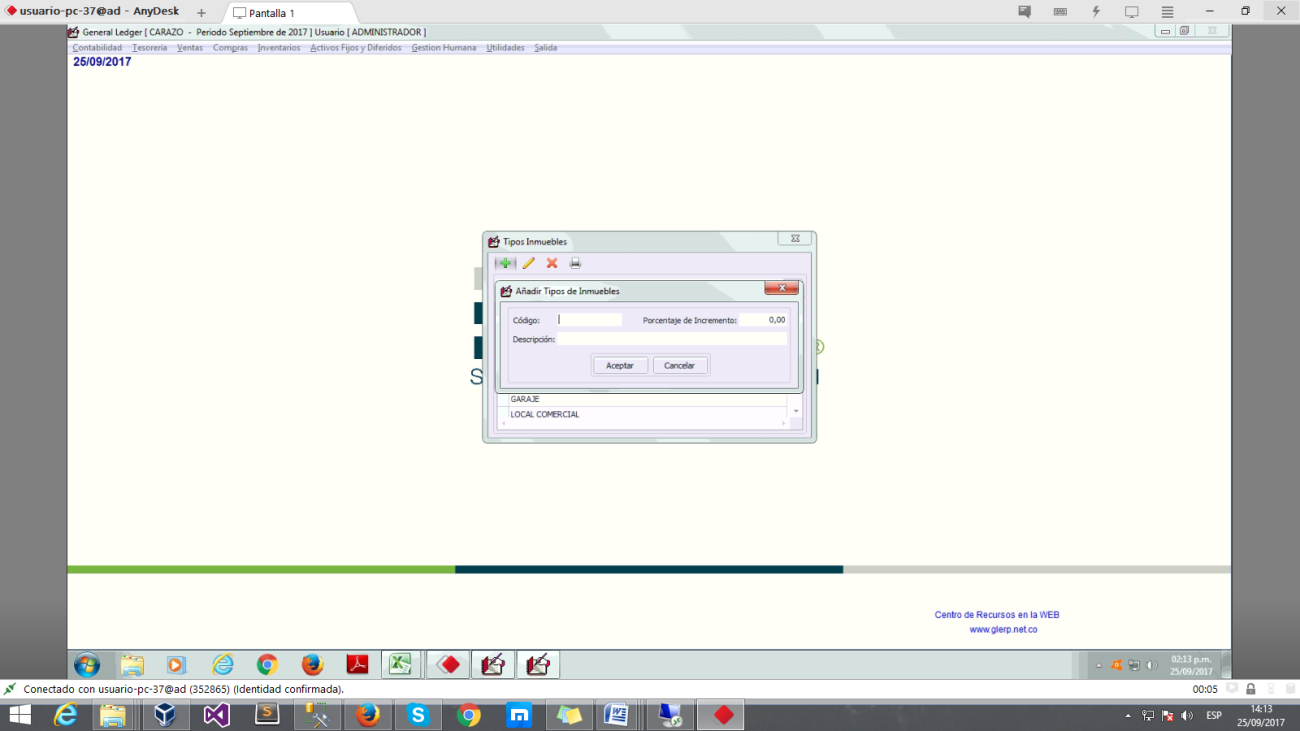 usuario-pc-37@ad - AnyDesk
Pantalla 1
General Ledger [ CARAZO - Periodo Septiembre de 2017 ] Usuario [ ADMINISTRADOR ]
Contabilidad Tesorería Ventas Compras Inventarios Activos Fijos y Diferidos Gestion Humana Utilidades Salida
25/09/2017
Tipos Inmuebles
Añadir Tipos de Inmuebles
Código: Porcentaje de Incremento: 0,00
Descripción:
Aceptar Cancelar
GARAJE
LOCAL COMERCIAL
S
Centro de Recursos en la WEB
www.glerp.net.co
02:13 p.m.
25/09/2017
Conectado con usuario-pc-37@ad (352865) (Identidad confirmada).
00:05
ESP
14:13
25/09/2017